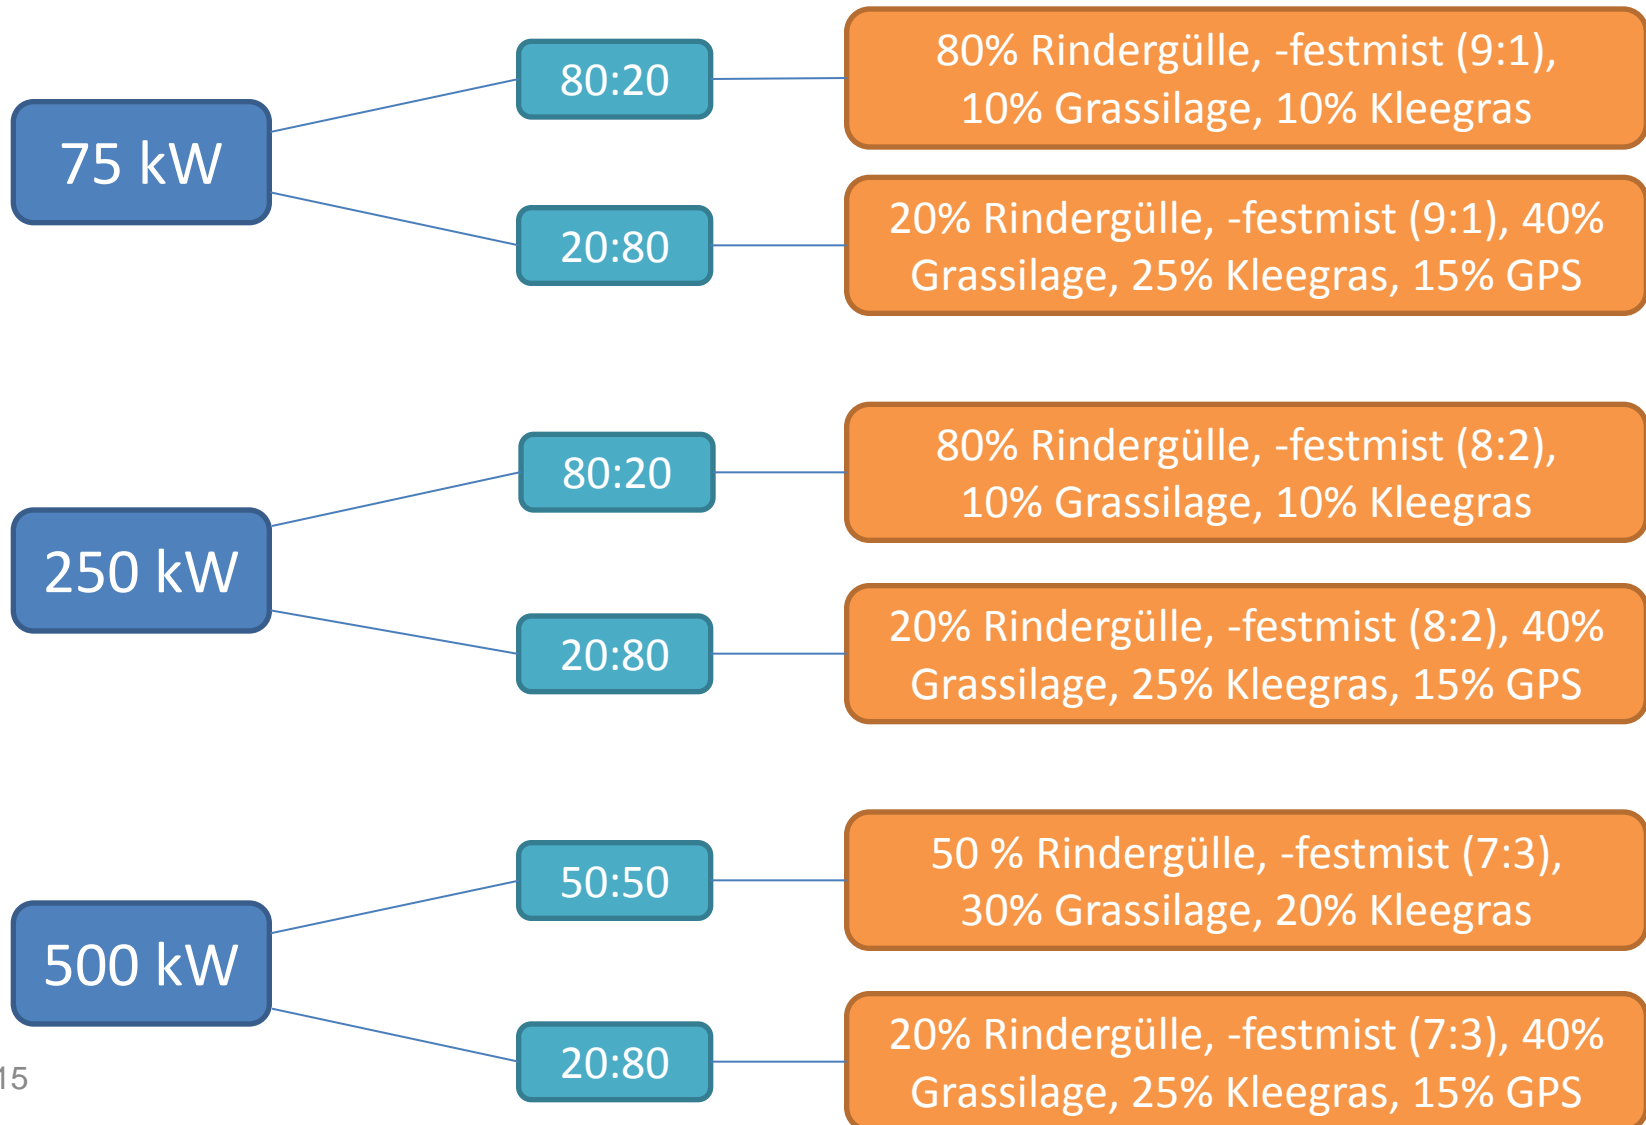 75 kW
80:20
80% Rindergülle, -festmist (9:1),
10% Grassilage, 10% Kleegras
20:80
20% Rindergülle, -festmist (9:1), 40%
Grassilage, 25% Kleegras, 15% GPS
250 kW
80:20
80% Rindergülle, -festmist (8:2),
10% Grassilage, 10% Kleegras
20:80
20% Rindergülle, -festmist (8:2), 40%
Grassilage, 25% Kleegras, 15% GPS
500 kW
50:50
50 % Rindergülle, -festmist (7:3),
30% Grassilage, 20% Kleegras
20:80
20% Rindergülle, -festmist (7:3), 40%
Grassilage, 25% Kleegras, 15% GPS
15